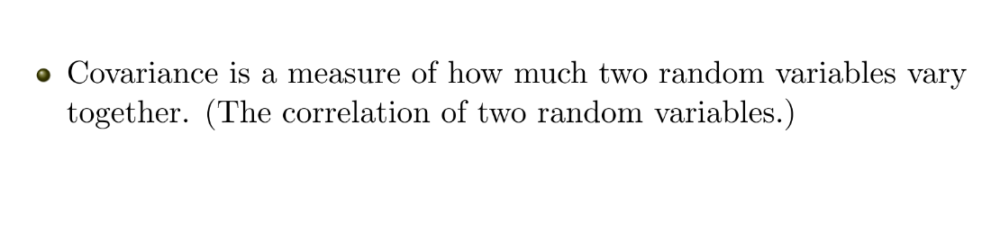 Covariance is a measure of how much two random variables vary
together. (The correlation of two random variables.)